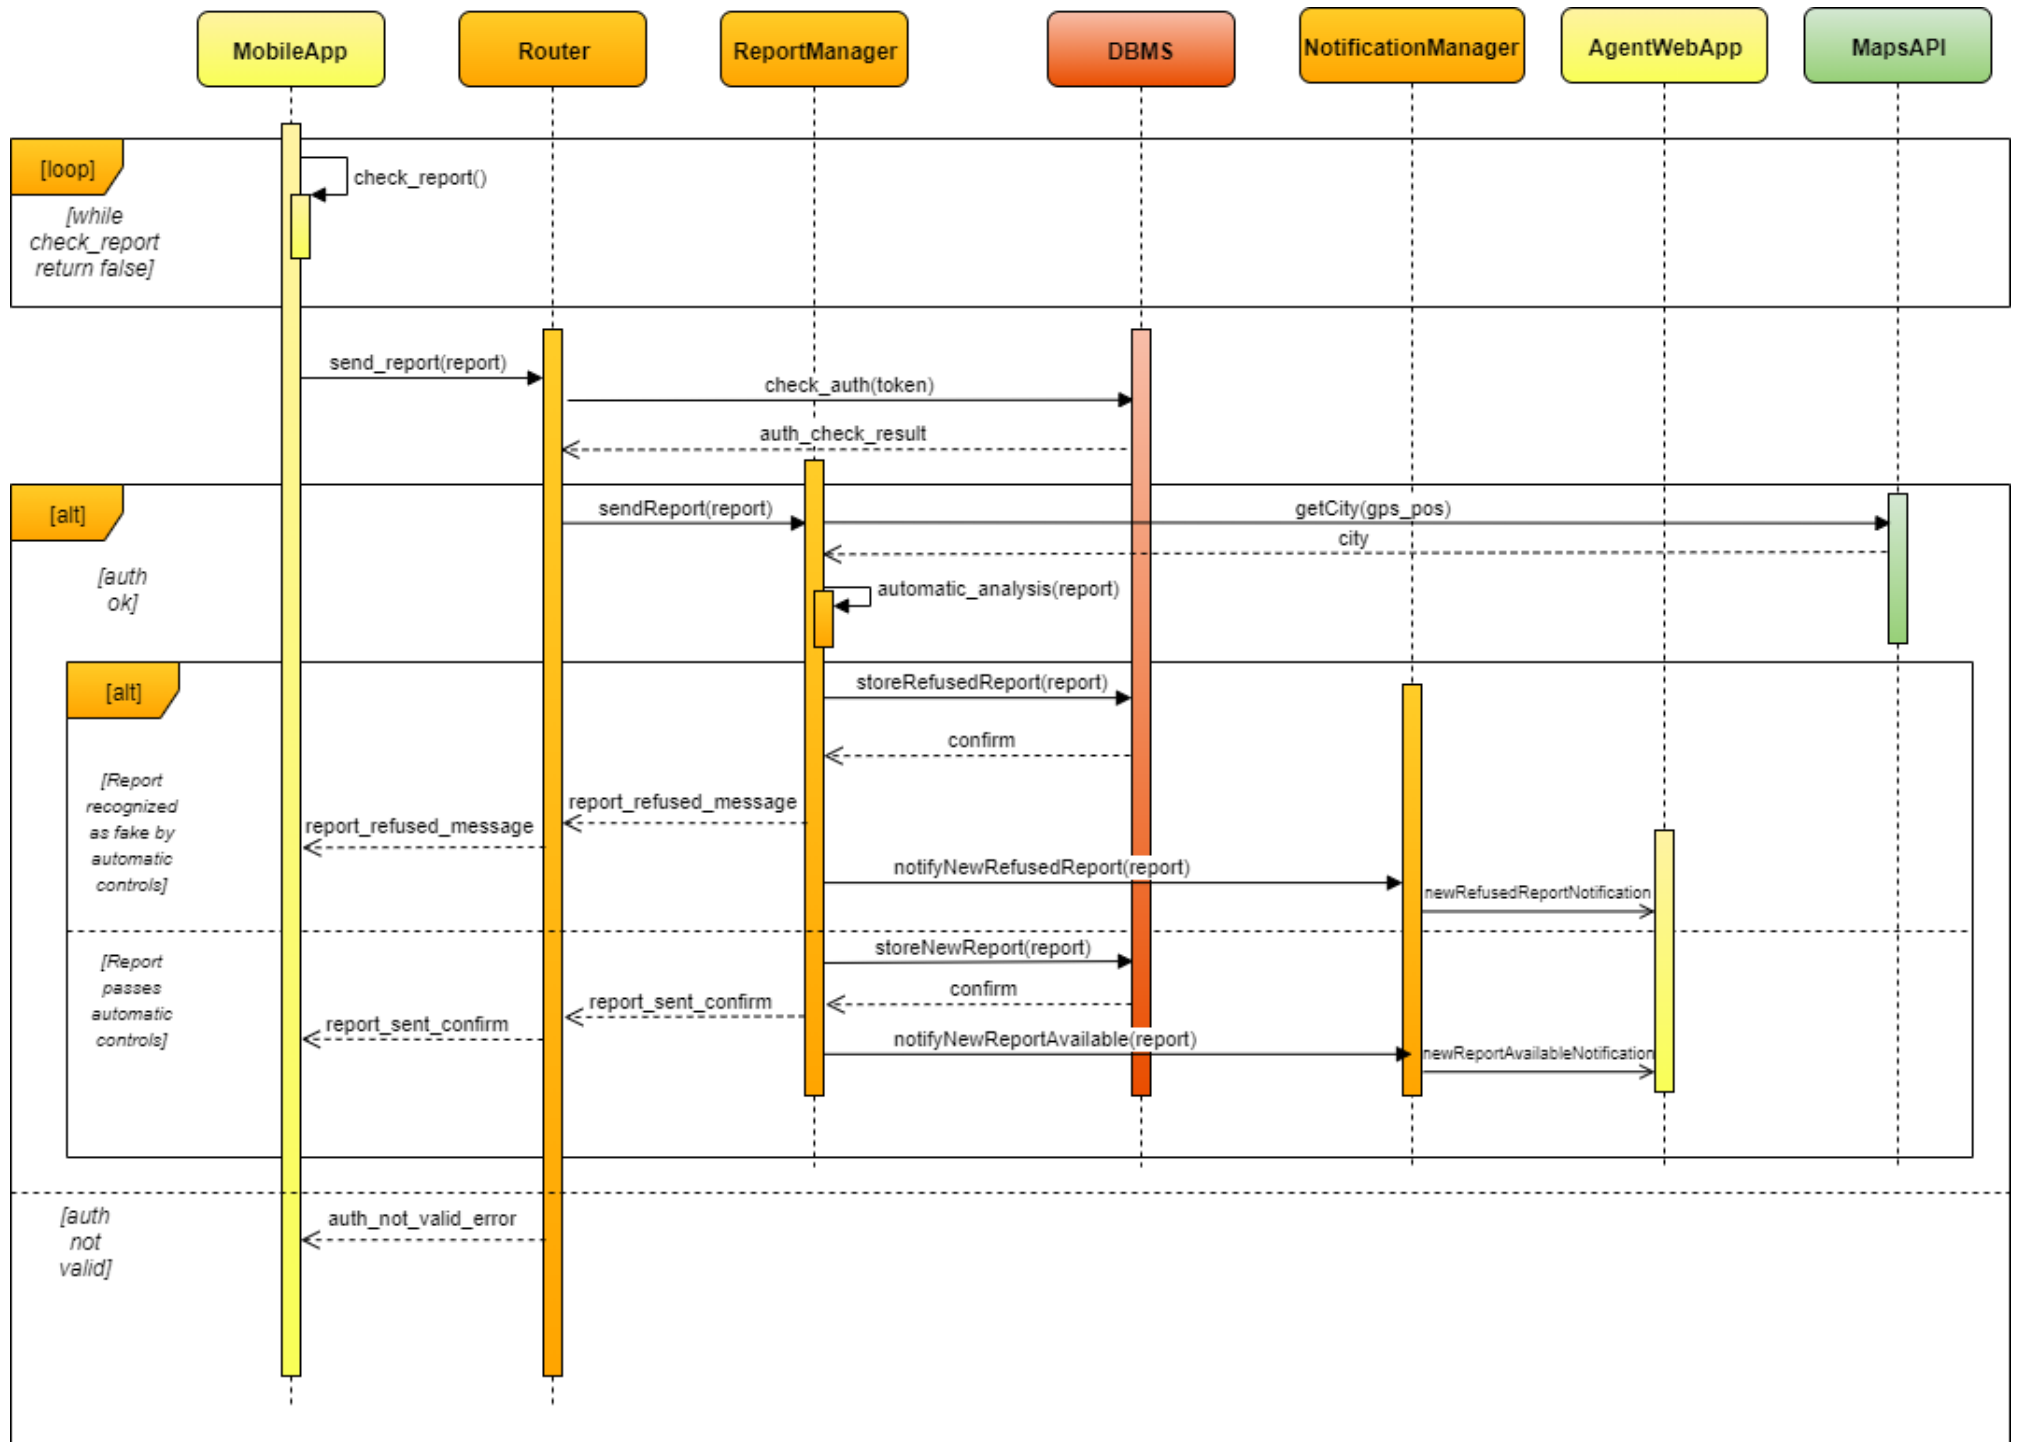 MobileApp
Router
ReportManager
DBMS
NotificationManager
AgentWebApp
MapsAPI
[loop]
check_report()
[while
check_report
return false]
send_report(report)
check_auth(token)
auth_check_result
[alt]
sendReport(report)
getCity(gps_pos)
city
[auth
ok]
automatic_analysis(report)
[alt]
storeRefusedReport(report)
confirm
[Report
recognized
as fake by
automatic
controls]
report_refused_message
report_refused_message
notifyNewRefusedReport(report)
newRefusedReportNotification
storeNewReport(report)
[Report
passes
automatic
controls]
confirm
report_sent_confirm
report_sent_confirm
notifyNewReportAvailable(report)
newReportAvailableNotification
[auth
not
valid]
auth_not_valid_error